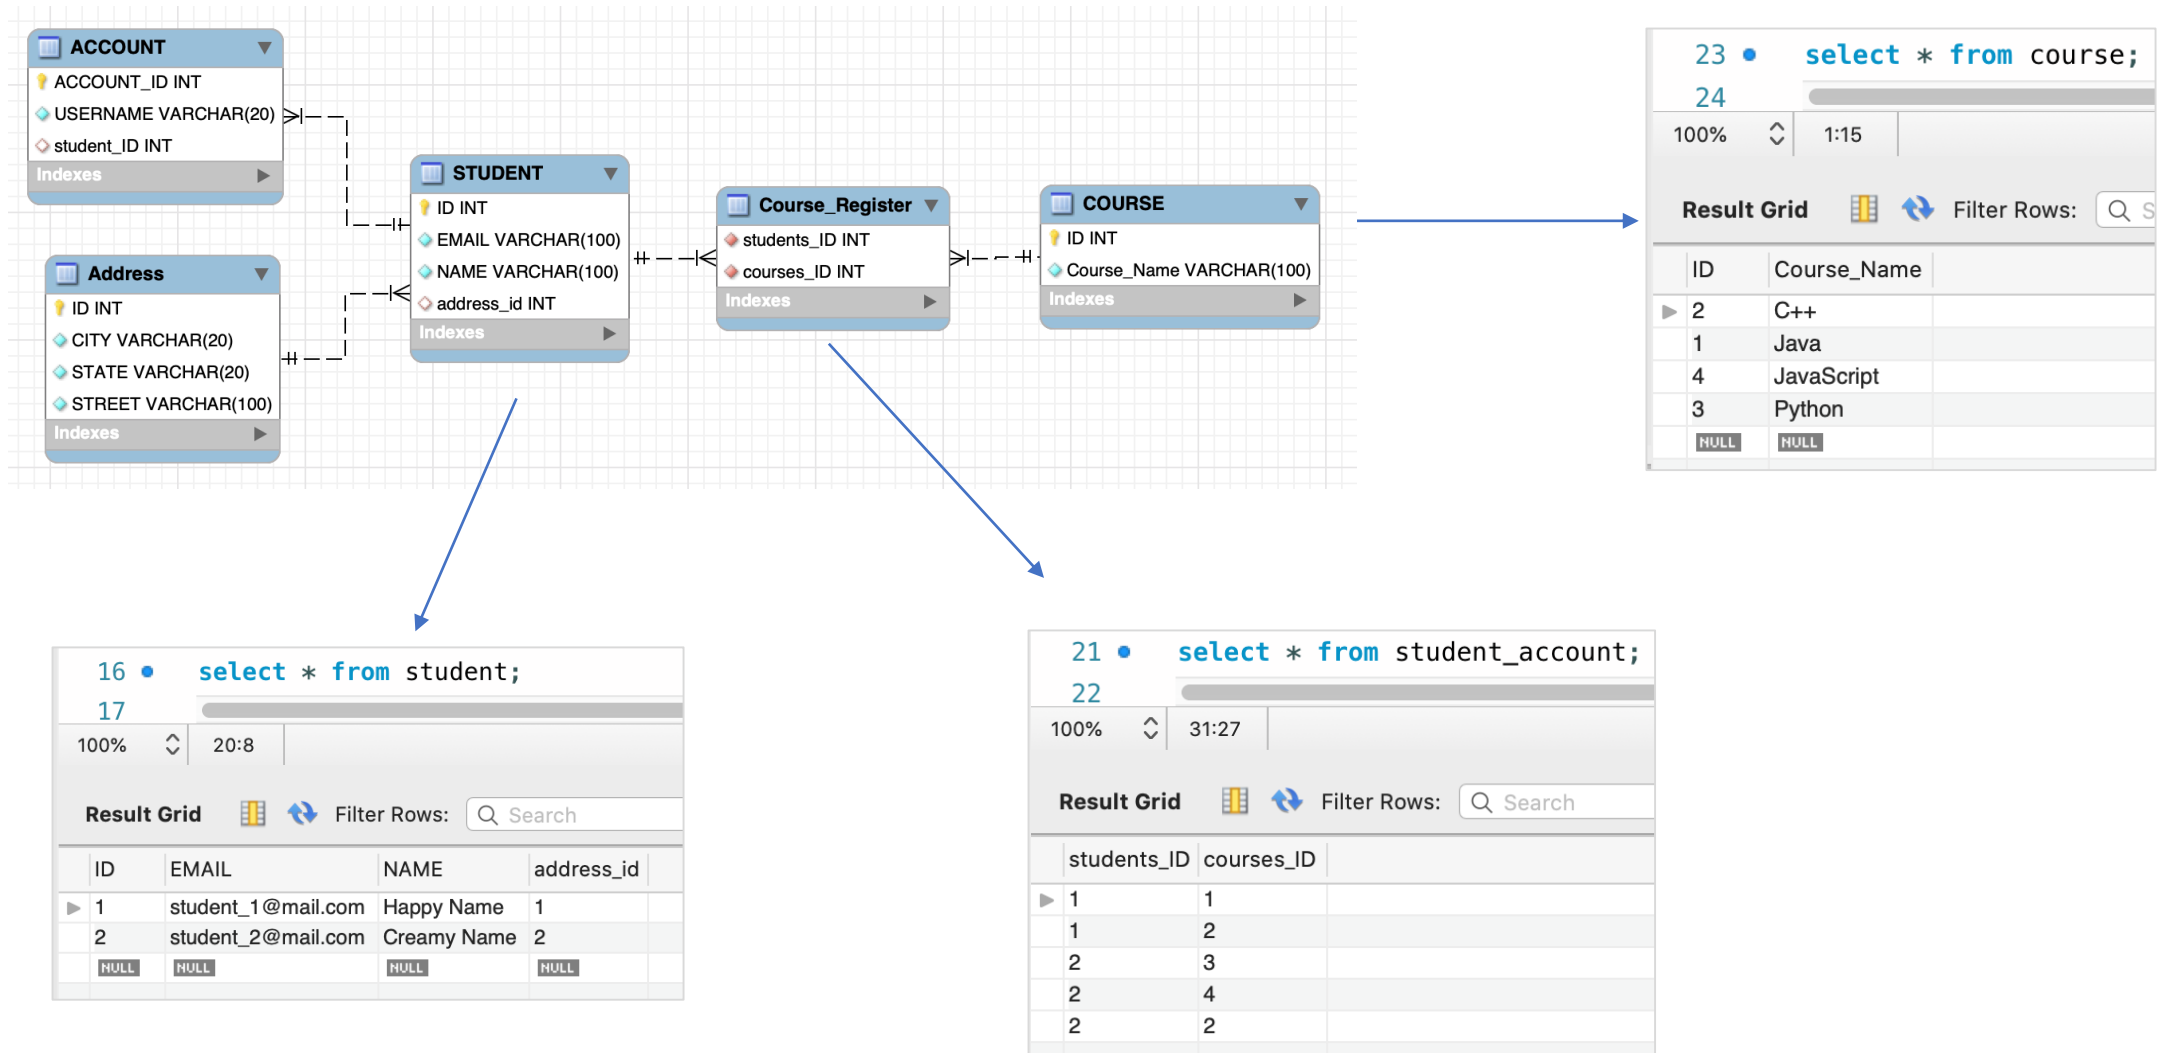 ACCOUNT
ACCOUNT_ID INT
USERNAME VARCHAR(20)
student_ID INT
Indexes
Address
ID INT
CITY VARCHAR(20)
STATE VARCHAR(20)
STREET VARCHAR(100)
Indexes
STUDENT
ID INT
EMAIL VARCHAR(100)
NAME VARCHAR(100)
address_id INT
Indexes
Course_Register
students_ID INT
courses_ID INT
Indexes
COURSE
ID INT
Course_Name VARCHAR(100)
Indexes
23 select * from course;
24
100% 1:15
Result Grid Filter Rows: S
ID Course_Name
2 C++
1 Java
4 JavaScript
3 Python
NULL NULL
16 select * from student;
17
100% 20:8
Result Grid Filter Rows: Search
ID EMAIL NAME address_id
1 student_1@mail.com Happy Name 1
2 student_2@mail.com Creamy Name 2
NULL NULL NULL NULL
21 select * from student_account;
22
100% 31:27
Result Grid Filter Rows: Search
students_ID courses_ID
1 1
1 2
2 3
2 4
2 2